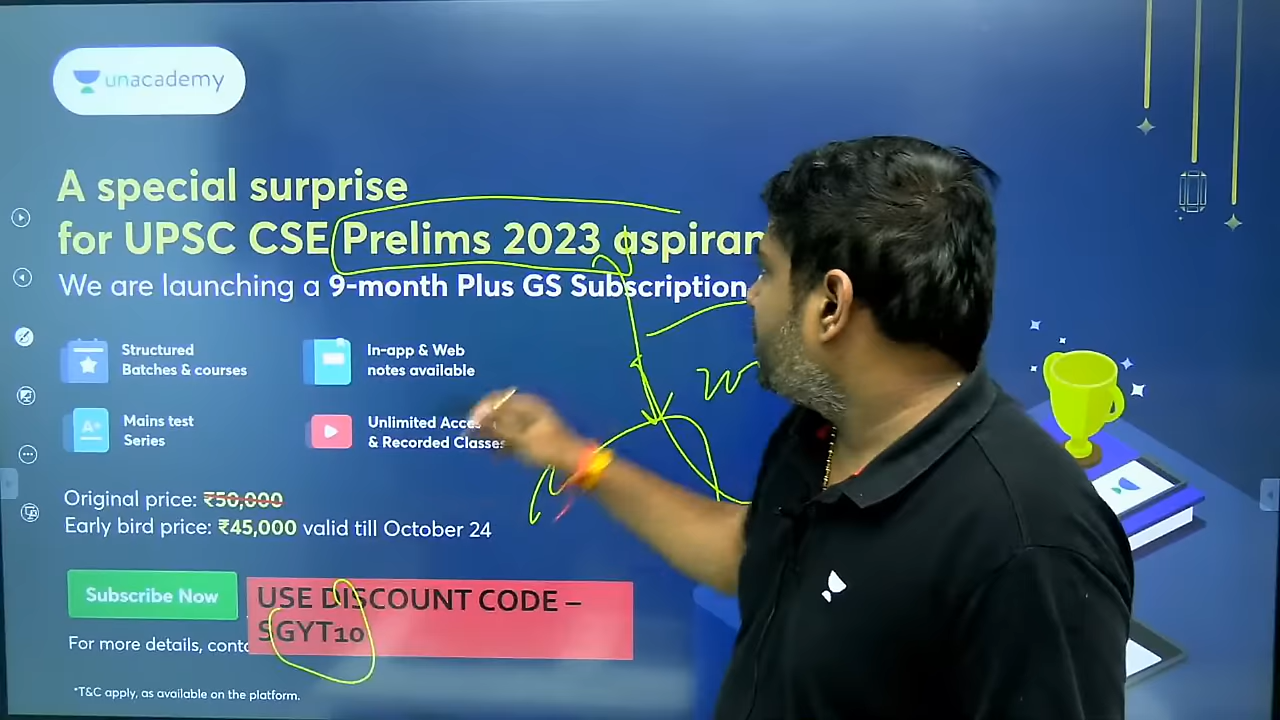 unacademy
A special surprise
for UPSC CSE Prelims 2023 aspiran
We are launching a 9-month Plus GS Subscription
Structured
Batches & courses
In-app & Web
notes available
Mains test
Series
Unlimited Acce
& Recorded Classes
Original price: ₹50,000
Early bird price: ₹45,000 valid till October 24
Subscribe Now
USE DISCOUNT CODE –
SGYT10
For more details, conta
*T&C apply, as available on the platform.